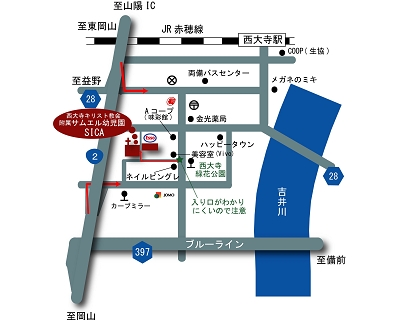 至山陽 IC
至東岡山
JR 赤穂線
西大寺駅
COOP(生協)
両備バスセンター
メガネのミキ
至益野
28
Aコープ
(味彩館)
金光薬局
西大寺キリスト教会
附属サムエル幼児園
SICA
Esso
ハッピータウン
美容室(Vivo)
2
西大寺
緑花公園
ネイルビングレ
28
JOMO
カーブミラー
入り口がわかり
にくいので注意
吉井川
ブルーライン
397
至備前
至岡山